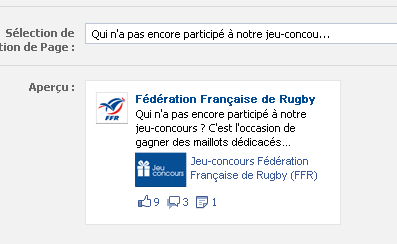 Sélection de
tion de Page :
Qui n'a pas encore participé à notre jeu-concou...
Aperçu :
FFR
Fédération Française de Rugby
Qui n'a pas encore participé à notre
jeu-concours ? C'est l'occasion de
gagner des maillots dédicacés...
Jeu
concours
Jeu-concours Fédération
Française de Rugby (FFR)
9 3 1